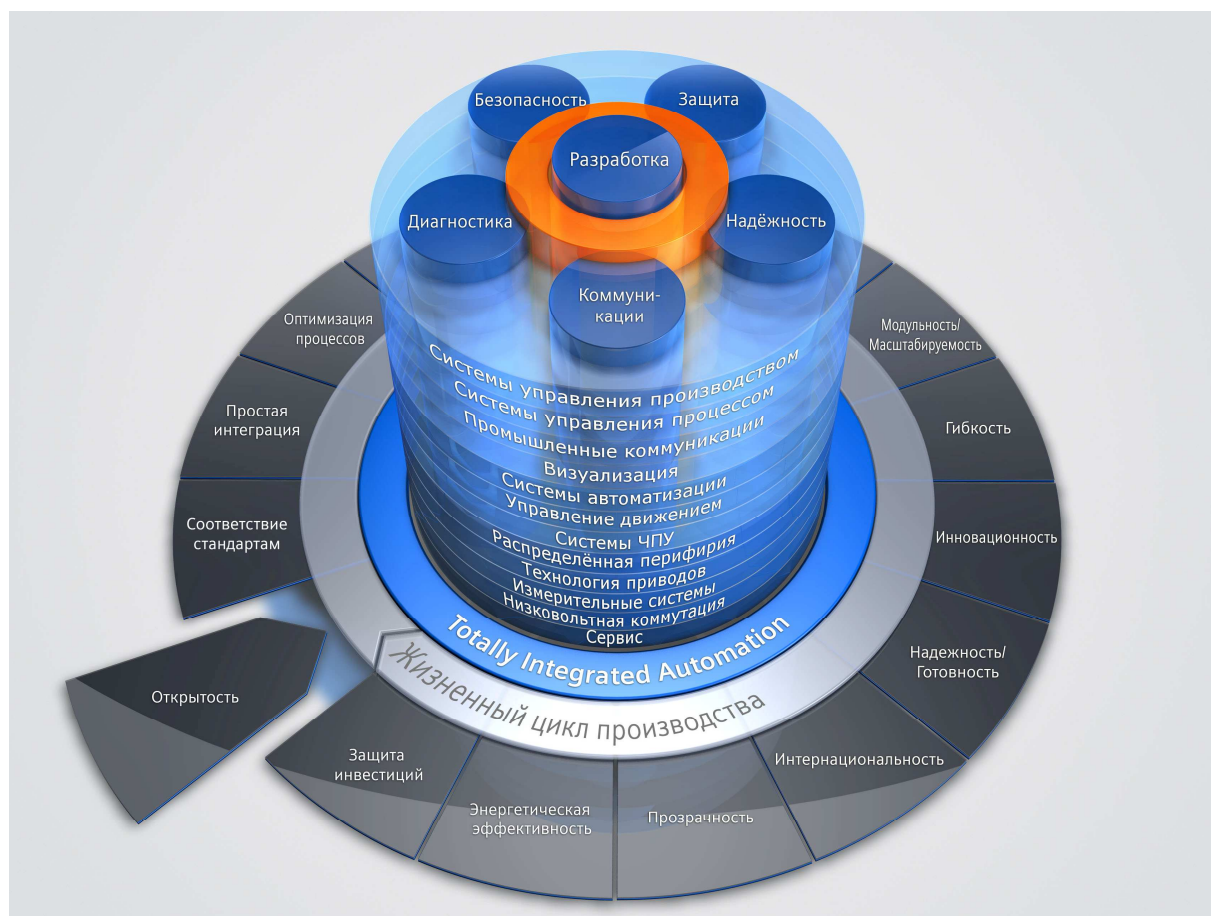 Безопасность
Защита
Разработка
Диагностика
Надёжность
Коммуни-
кации
Системы управления производством
Системы управления процессом
Промышленные коммуникации
Визуализация
Системы автоматизации
Управление движением
Системы ЧПУ
Распределённая перифирия
Технология приводов
Измерительные системы
Низковольтная коммутация
Сервис
Totally Integrated Automation
Жизненный цикл производства
Оптимизация
процессов
Простая
интеграция
Соответствие
стандартам
Открытость
Защита
инвестиций
Энергетическая
эффективность
Прозрачность
Интернациональность
Надежность/
Готовность
Инновационность
Гибкость
Модульность/
Масштабируемость